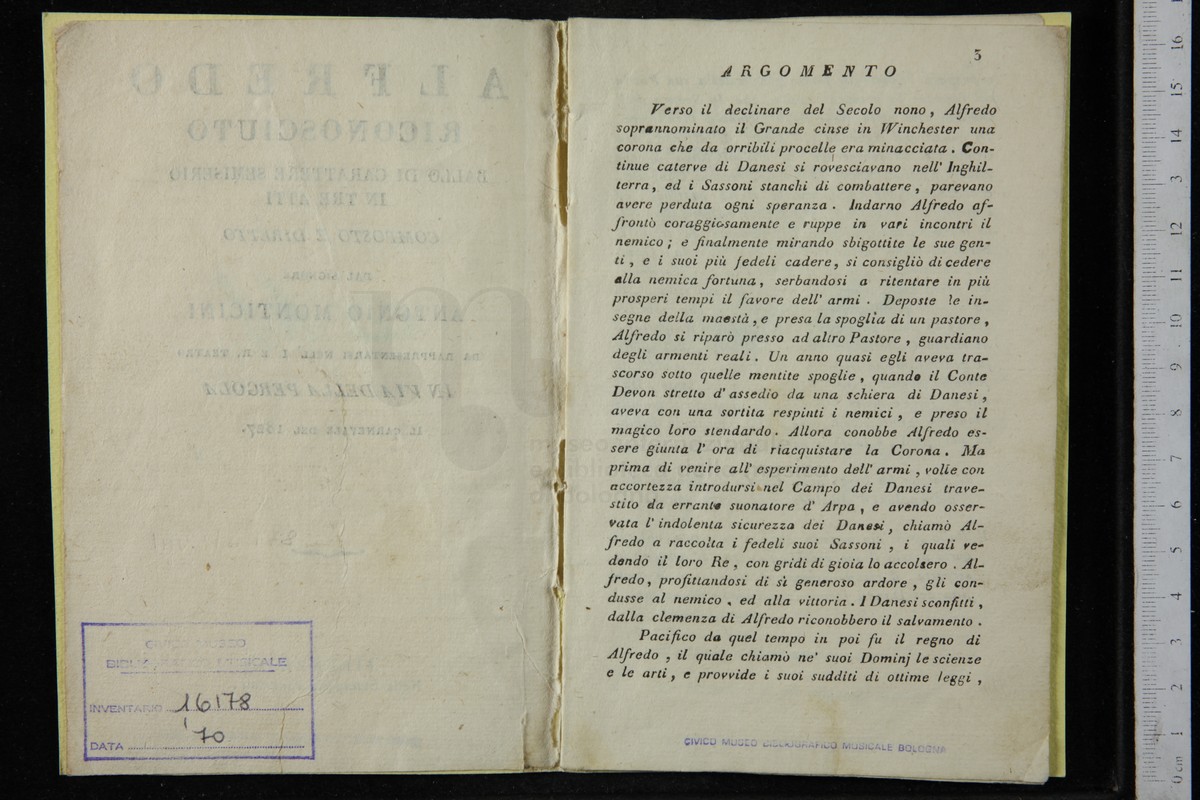 CIVICO MUSEO
MUSICALE
INVENTARIO 16178
DATA '70
3
ARGOMENTO
Verso il declinare del Secolo nono, Alfredo
soprannominato il Grande cinse in Winchester una
corona che da orribili procelle era minacciata. Con-
tinue caterve di Danesi si rovesciavano nell' Inghil-
terra, ed i Sassoni stanchi di combattere, parevano
avere perduta ogni speranza. Indarno Alfredo af-
frontò coraggiosamente e ruppe in vari incontri il
nemico; e finalmente mirando sbigottite le sue gen-
ti, e i suoi più fedeli cadere, si consigliò di cedere
alla nemica fortuna, serbandosi a ritentare in più
prosperi tempi il favore dell' armi. Deposte le in-
segne della maestà, e presa la spoglia di un pastore,
Alfredo si riparò presso ad altro Pastore, guardiano
degli armenti reali. Un anno quasi egli aveva tra-
scorso sotto quelle mentite spoglie, quando il Conte
Devon stretto d' assedio da una schiera di Danesi,
aveva con una sortita respinti i nemici, e preso il
magico loro stendardo. Allora conobbe Alfredo es-
sere giunta l' ora di riacquistare la Corona. Ma
prima di venire all' esperimento dell' armi, volle con
accortezza introdursi nel Campo dei Danesi trave-
stito da errante suonatore d' Arpa, e avendo osser-
vata l' indolenta sicurezza dei Danesi, chiamò Al-
fredo a raccolta i fedeli suoi Sassoni, i quali ve-
dendo il loro Re, con gridi di gioia lo accolsero. Al-
fredo, profittandosi di sì generoso ardore, gli con-
dusse al nemico, ed alla vittoria. I Danesi sconfitti,
dalla clemenza di Alfredo riconobbero il salvamento.
Pacifico da quel tempo in poi fu il regno di
Alfredo, il quale chiamò ne' suoi Dominj le scienze
e le arti, e provvide i suoi sudditi di ottime leggi,
CIVICO MUSEO BIBLIOGRAFICO MUSICALE BOLOGNA